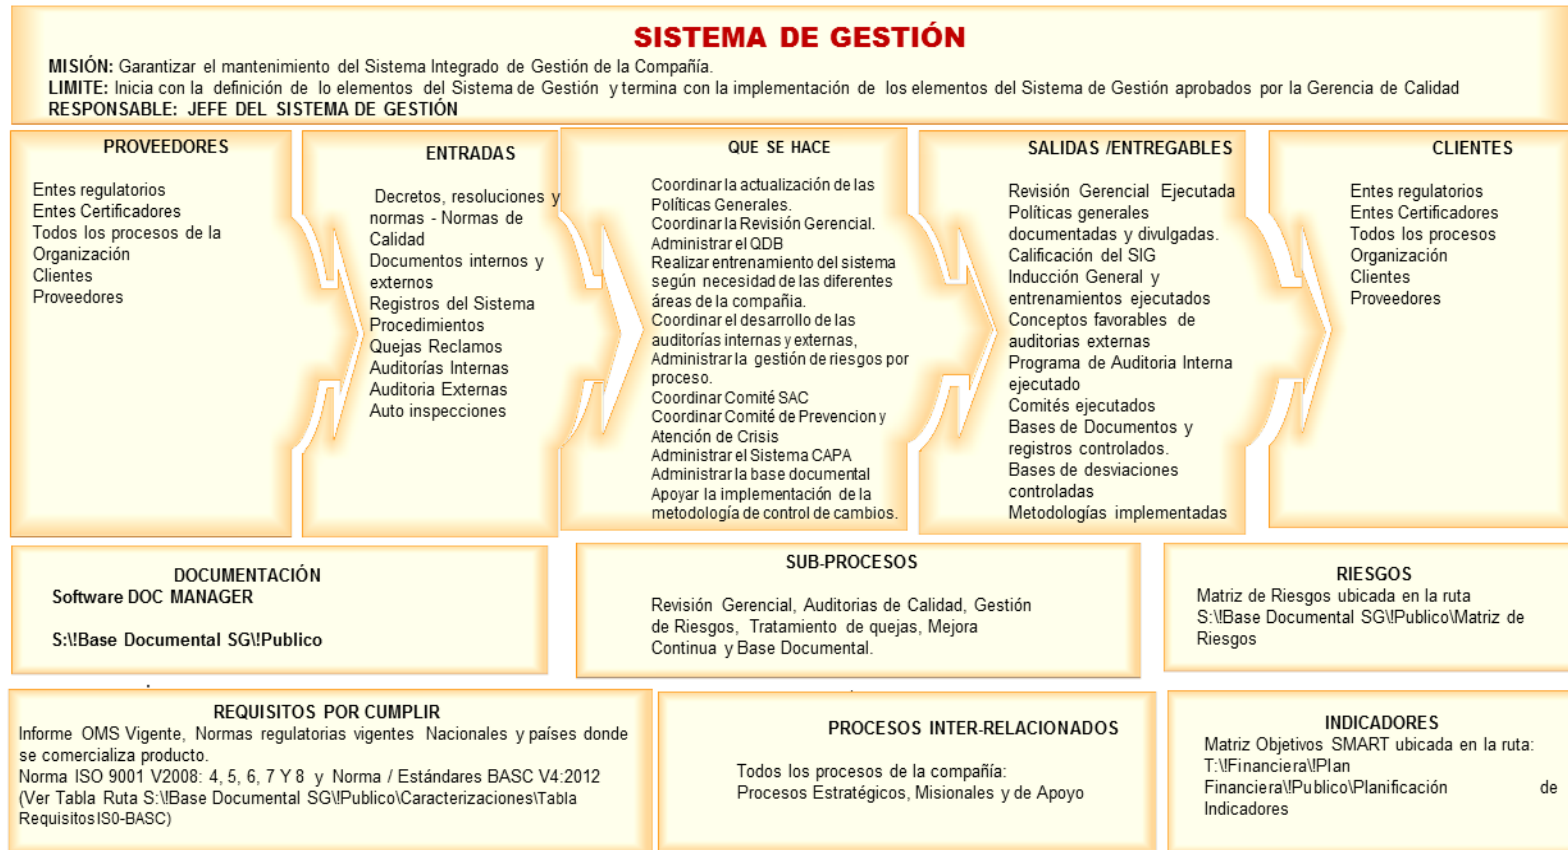 SISTEMA DE GESTIÓN
MISIÓN: Garantizar el mantenimiento del Sistema Integrado de Gestión de la Compañía.
LIMITE: Inicia con la definición de lo elementos del Sistema de Gestión y termina con la implementación de los elementos del Sistema de Gestión aprobados por la Gerencia de Calidad
RESPONSABLE: JEFE DEL SISTEMA DE GESTIÓN
PROVEEDORES
Entes regulatorios
Entes Certificadores
Todos los procesos de la
Organización
Clientes
Proveedores
ENTRADAS
Decretos, resoluciones y
normas - Normas de
Calidad
Documentos internos y
externos
Registros del Sistema
Procedimientos
Quejas Reclamos
Auditorías Internas
Auditoria Externas
Auto inspecciones
QUE SE HACE
Coordinar la actualización de las
Políticas Generales.
Coordinar la Revisión Gerencial.
Administrar el QDB
Realizar entrenamiento del sistema
según necesidad de las diferentes
áreas de la compañia.
Coordinar el desarrollo de las
auditorías internas y externas,
Administrar la gestión de riesgos por
proceso.
Coordinar Comité SAC
Coordinar Comité de Prevencion y
Atención de Crisis
Administrar el Sistema CAPA
Administrar la base documental
Apoyar la implementación de la
metodología de control de cambios.
SALIDAS /ENTREGABLES
Revisión Gerencial Ejecutada
Políticas generales
documentadas y divulgadas.
Calificación del SIG
Inducción General y
entrenamientos ejecutados
Conceptos favorables de
auditorias externas
Programa de Auditoria Interna
ejecutado
Comités ejecutados
Bases de Documentos y
registros controlados.
Bases de desviaciones
controladas
Metodologías implementadas
CLIENTES
Entes regulatorios
Entes Certificadores
Todos los procesos
Organización
Clientes
Proveedores
DOCUMENTACIÓN
Software DOC MANAGER
S:\!Base Documental SG\!Publico
SUB-PROCESOS
Revisión Gerencial, Auditorias de Calidad, Gestión
de Riesgos, Tratamiento de quejas, Mejora
Continua y Base Documental.
RIESGOS
Matriz de Riesgos ubicada en la ruta
S:\!Base Documental SG\!Publico\Matriz de
Riesgos
REQUISITOS POR CUMPLIR
Informe OMS Vigente, Normas regulatorias vigentes Nacionales y países donde
se comercializa producto.
Norma ISO 9001 V2008: 4, 5, 6, 7 Y 8 y Norma / Estándares BASC V4:2012
(Ver Tabla Ruta S:\!Base Documental SG\!Publico\Caracterizaciones\Tabla
RequisitosIS0-BASC)
PROCESOS INTER-RELACIONADOS
Todos los procesos de la compañía:
Procesos Estratégicos, Misionales y de Apoyo
INDICADORES
Matriz Objetivos SMART ubicada en la ruta:
T:\!Financiera\!Plan
Financiera\!Publico\Planificación de
Indicadores